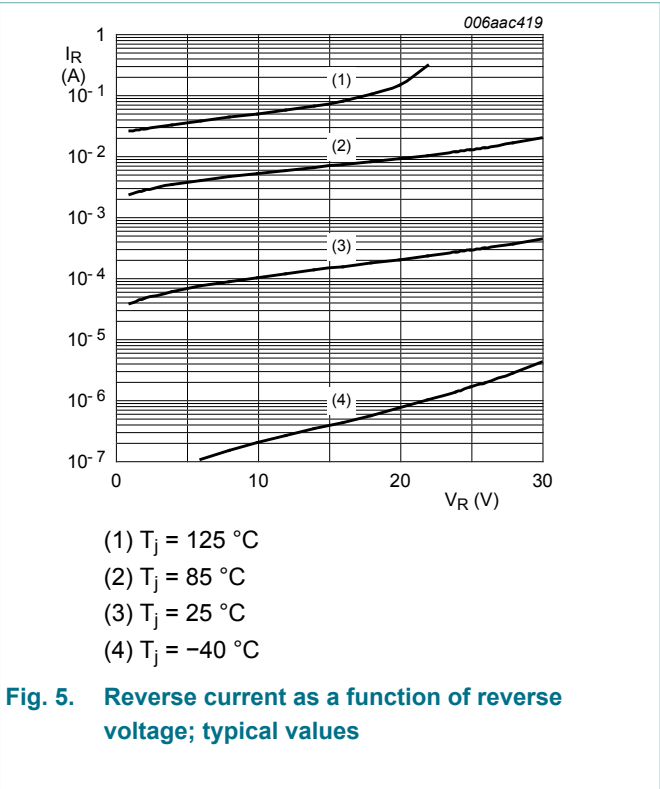 006aac419
1
I_R
(A)
10^-1
(1)
(2)
10^-2
10^-3
(3)
10^-4
10^-5
10^-6
(4)
10^-7
0 10 20 30
V_R (V)
(1) T_j = 125 °C
(2) T_j = 85 °C
(3) T_j = 25 °C
(4) T_j = −40 °C
Fig. 5. Reverse current as a function of reverse
voltage; typical values